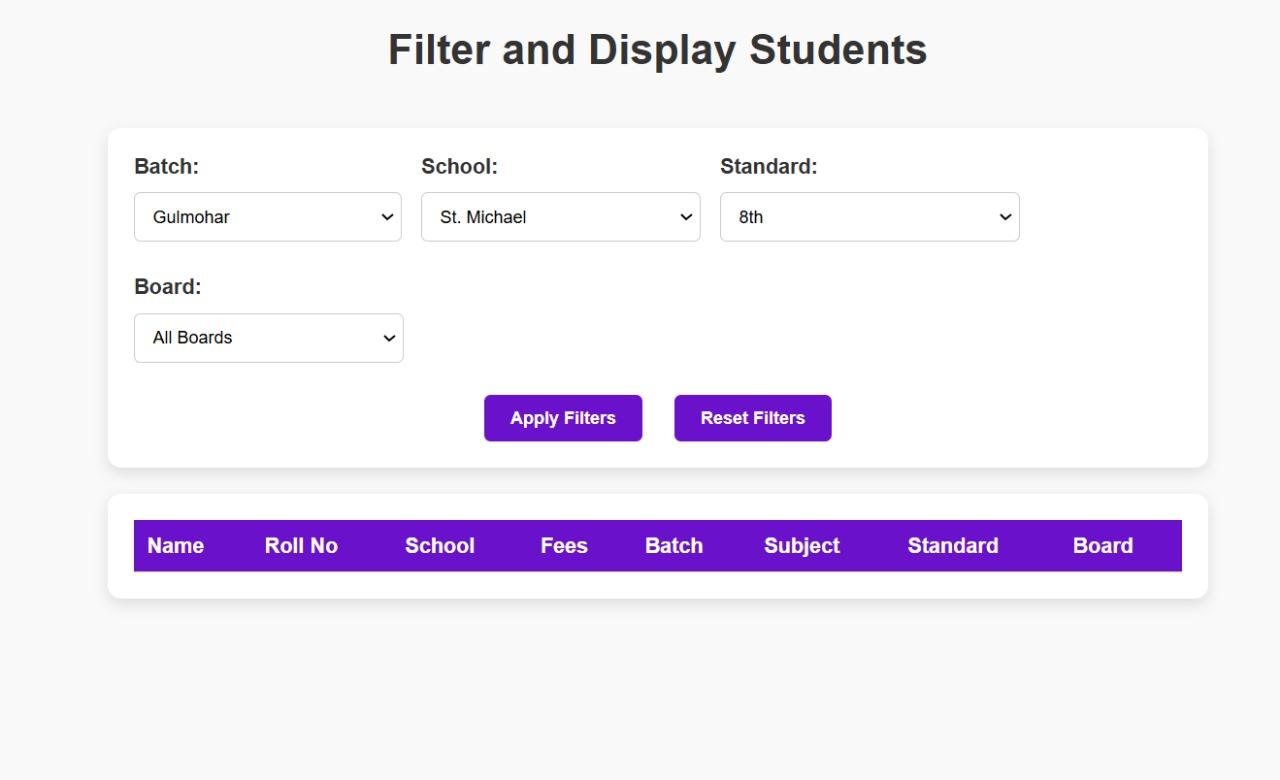 Filter and Display Students
Batch: School: Standard:
Gulmohar St. Michael 8th
Board:
All Boards
Apply Filters Reset Filters
Name Roll No School Fees Batch Subject Standard Board